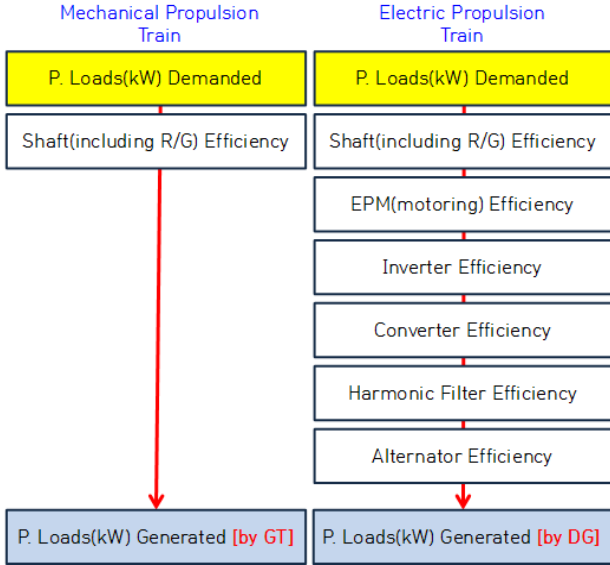 Mechanical Propulsion
Train
P. Loads(kW) Demanded
Shaft(including R/G) Efficiency
P. Loads(kW) Generated [by GT]
Electric Propulsion
Train
P. Loads(kW) Demanded
Shaft(including R/G) Efficiency
EPM(motoring) Efficiency
Inverter Efficiency
Converter Efficiency
Harmonic Filter Efficiency
Alternator Efficiency
P. Loads(kW) Generated [by DG]